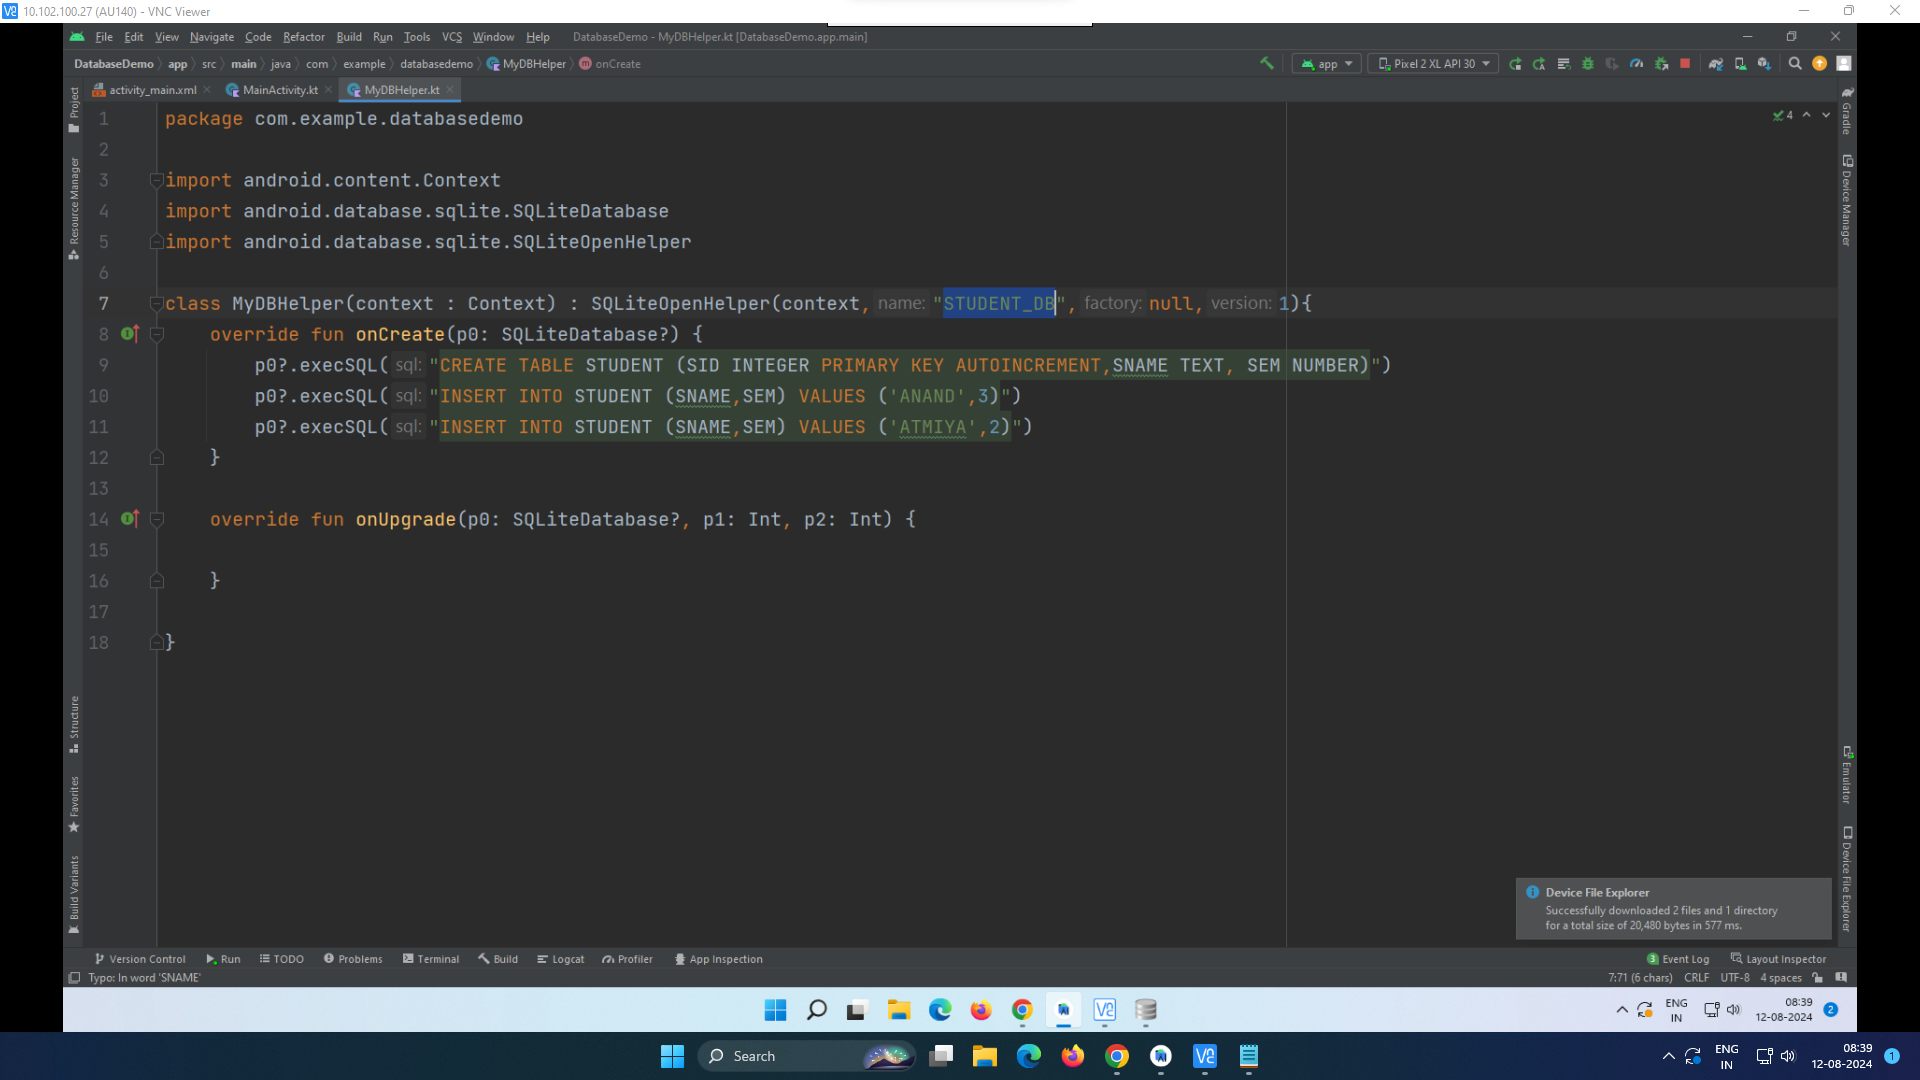 10.102.100.27 (AU140) - VNC Viewer
File Edit View Navigate Code Refactor Build Run Tools VCS Window Help DatabaseDemo - MyDBHelper.kt [DatabaseDemo.app.main]
DatabaseDemo app src main java com example databasedemo MyDBHelper onCreate app Pixel 2 XL API 30
activity_main.xml MainActivity.kt MyDBHelper.kt
Project
Resource Manager
Structure
Favorites
Build Variants
1 package com.example.databasedemo
2
3 import android.content.Context
4 import android.database.sqlite.SQLiteDatabase
5 import android.database.sqlite.SQLiteOpenHelper
6
7 class MyDBHelper(context : Context) : SQLiteOpenHelper(context, name: "STUDENT_DB", factory: null, version: 1){
8 override fun onCreate(p0: SQLiteDatabase?) {
9 p0?.execSQL( sql: "CREATE TABLE STUDENT (SID INTEGER PRIMARY KEY AUTOINCREMENT,SNAME TEXT, SEM NUMBER)")
10 p0?.execSQL( sql: "INSERT INTO STUDENT (SNAME,SEM) VALUES ('ANAND',3)")
11 p0?.execSQL( sql: "INSERT INTO STUDENT (SNAME,SEM) VALUES ('ATMIYA',2)")
12 }
13
14 override fun onUpgrade(p0: SQLiteDatabase?, p1: Int, p2: Int) {
15
16 }
17
18 }
4
Gradle
Device Manager
Emulator
Device File Explorer
Device File Explorer
Successfully downloaded 2 files and 1 directory
for a total size of 20,480 bytes in 577 ms.
Version Control Run TODO Problems Terminal Build Logcat Profiler App Inspection 3 Event Log Layout Inspector
Typo: In word 'SNAME' 7:71 (6 chars) CRLF UTF-8 4 spaces
ENG
IN
08:39
12-08-2024
2
Search
ENG
IN
08:39
12-08-2024
1